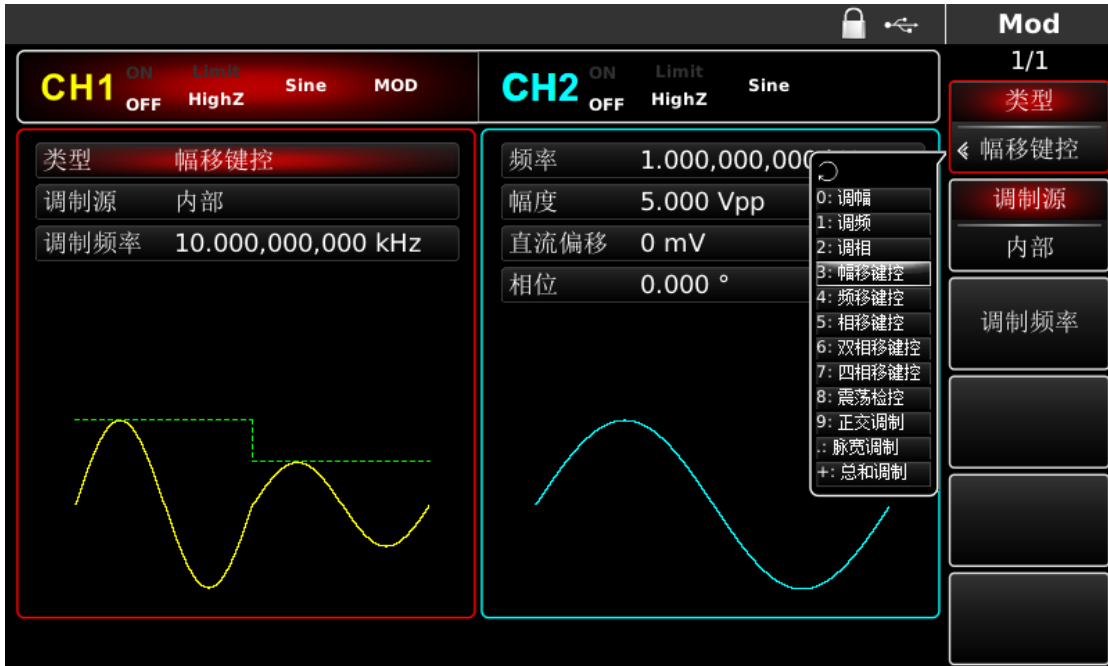 Mod
1/1
CH1 ON OFF Limit HighZ Sine MOD
CH2 ON OFF Limit HighZ Sine
类型 幅移键控
调制源 内部
调制频率 10.000,000,000 kHz
频率 1.000,000,000
幅度 5.000 Vpp
直流偏移 0 mV
相位 0.000 °
0: 调幅
1: 调频
2: 调相
3: 幅移键控
4: 频移键控
5: 相移键控
6: 双相移键控
7: 四相移键控
8: 震荡检控
9: 正交调制
.: 脉宽调制
+: 总和调制
类型
幅移键控
调制源
内部
调制频率